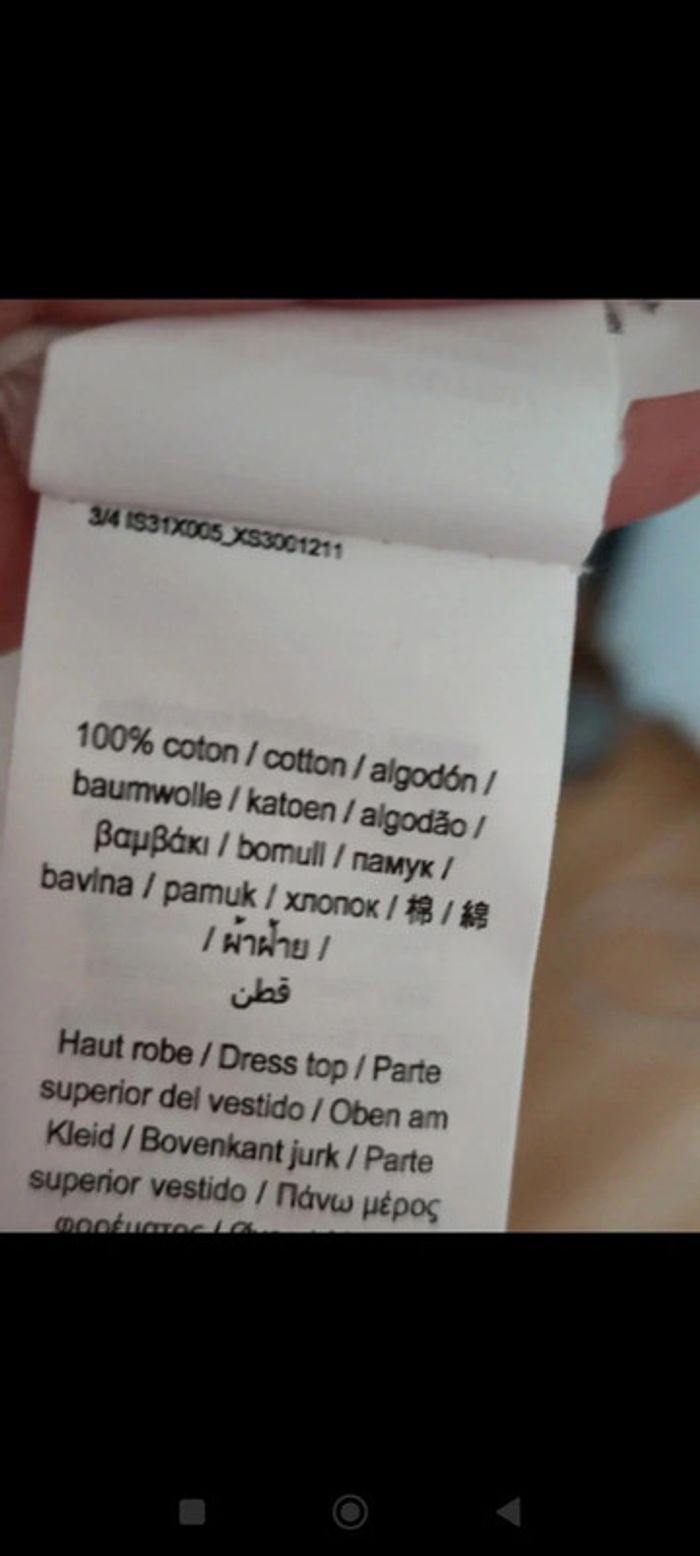 3/4 IS31X005_XS3001211
100% coton / cotton / algodón /
baumwolle / katoen / algodão /
βαμβάκι / bomull / памук /
bavlna / pamuk / хлопок / 棉 / 綿
/ ผ้าฝ้าย /
قطن
Haut robe / Dress top / Parte
superior del vestido / Oben am
Kleid / Bovenkant jurk / Parte
superior vestido / Πάνω μέρος
φορέματος /